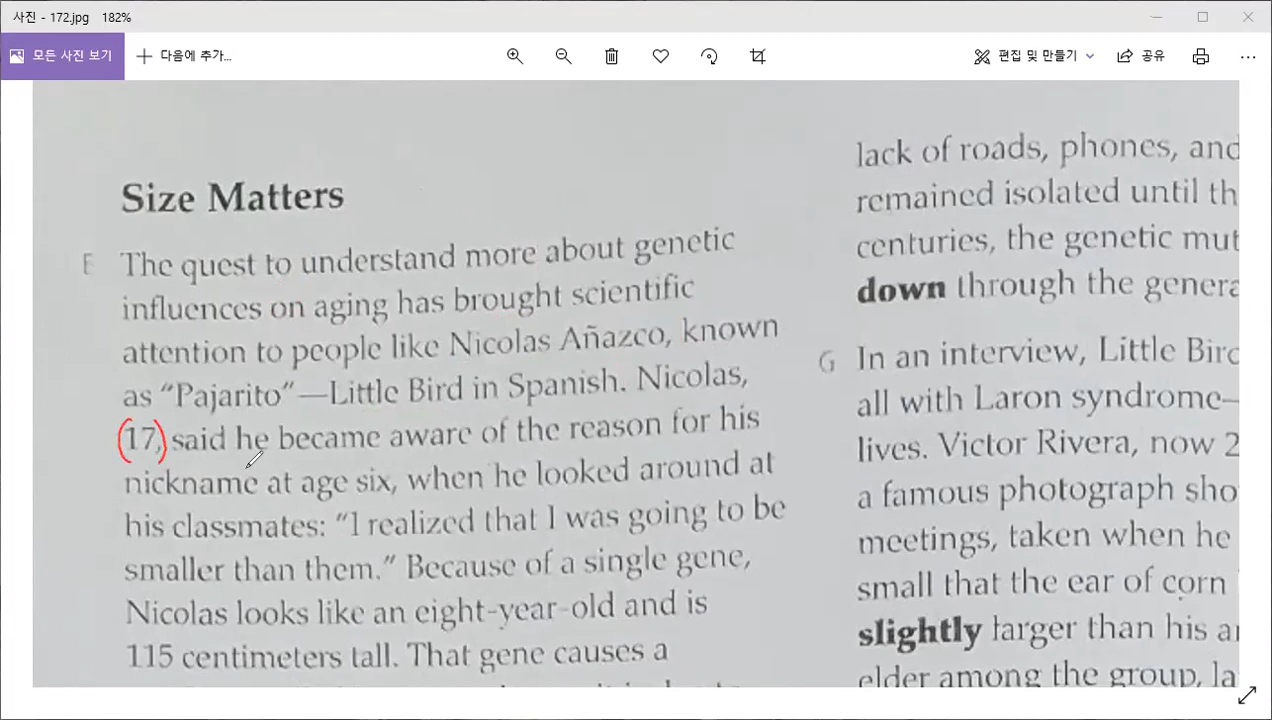 사진 - 172.jpg 182%
모든 사진 보기
다음에 추가...
편집 및 만들기
공유
Size Matters
E The quest to understand more about genetic
influences on aging has brought scientific
attention to people like Nicolas Añazco, known
as “Pajarito”—Little Bird in Spanish. Nicolas,
17, said he became aware of the reason for his
nickname at age six, when he looked around at
his classmates: “I realized that I was going to be
smaller than them.” Because of a single gene,
Nicolas looks like an eight-year-old and is
115 centimeters tall. That gene causes a
lack of roads, phones, and
remained isolated until th
centuries, the genetic mut
down through the genera
G In an interview, Little Bird
all with Laron syndrome—
lives. Victor Rivera, now 2
a famous photograph sho
meetings, taken when he
small that the ear of corn
slightly larger than his a
elder among the group, la